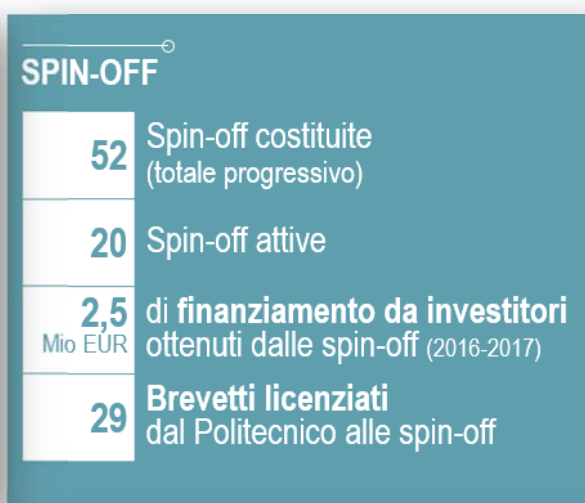 SPIN-OFF
52 Spin-off costituite
(totale progressivo)
20 Spin-off attive
2,5 di finanziamento da investitori
Mio EUR ottenuti dalle spin-off (2016-2017)
29 Brevetti licenziati
dal Politecnico alle spin-off